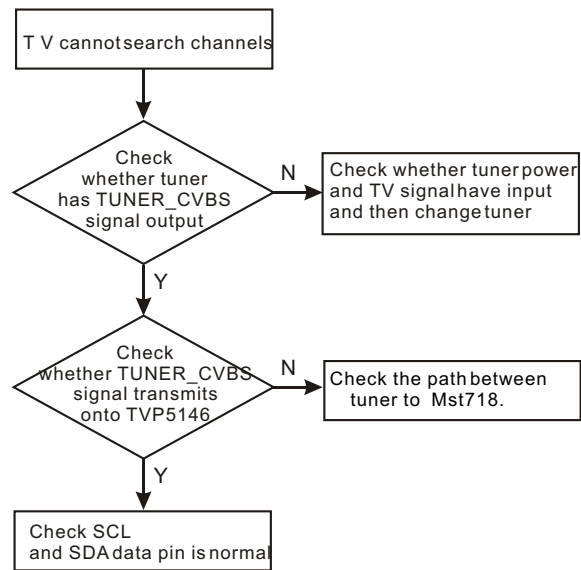 T V cannot search channels
Check
whether tuner
has TUNER_CVBS
signal output
N
Check whether tuner power
and TV signal have input
and then change tuner
Y
Check
whether TUNER_CVBS
signal transmits
onto TVP5146
N
Check the path between
tuner to Mst718.
Y
Check SCL
and SDA data pin is normal